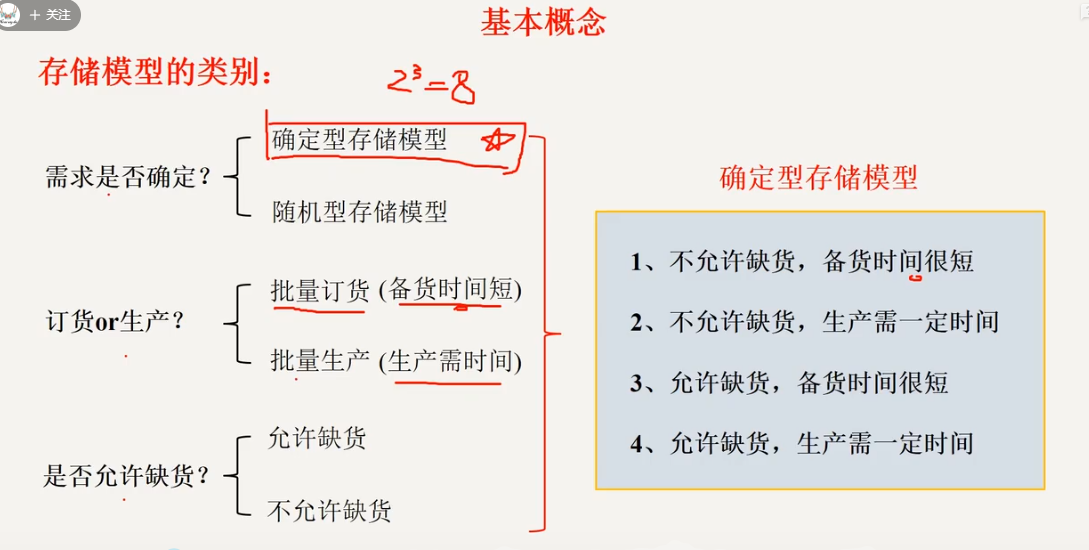 + 关注
基本概念
存储模型的类别：
2³=8
需求是否确定？
确定型存储模型
随机型存储模型
订货or生产？
批量订货 (备货时间短)
批量生产 (生产需时间)
是否允许缺货？
允许缺货
不允许缺货
确定型存储模型
1、不允许缺货，备货时间很短
2、不允许缺货，生产需一定时间
3、允许缺货，备货时间很短
4、允许缺货，生产需一定时间